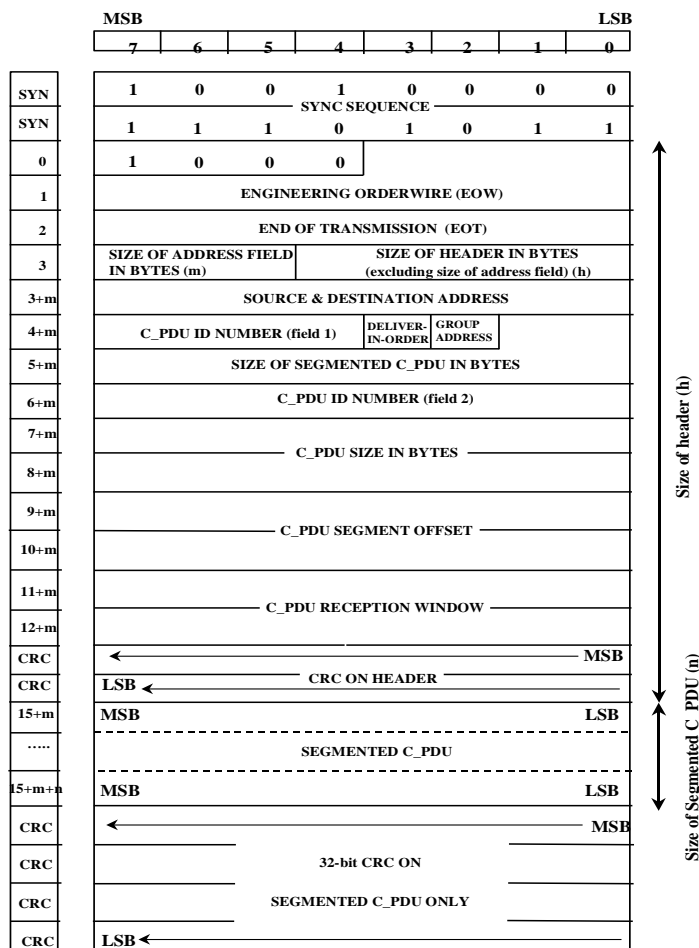 MSB LSB
7 6 5 4 3 2 1 0
SYN 1 0 0 1 0 0 0 0
SYNC SEQUENCE
SYN 1 1 1 0 1 0 1 1
0 1 0 0 0
1 ENGINEERING ORDERWIRE (EOW)
2 END OF TRANSMISSION (EOT)
3 SIZE OF ADDRESS FIELD IN BYTES (m) SIZE OF HEADER IN BYTES (excluding size of address field) (h)
3+m SOURCE & DESTINATION ADDRESS
4+m C_PDU ID NUMBER (field 1) DELIVER-IN-ORDER GROUP ADDRESS
5+m SIZE OF SEGMENTED C_PDU IN BYTES
6+m C_PDU ID NUMBER (field 2)
7+m
C_PDU SIZE IN BYTES
8+m
9+m
C_PDU SEGMENT OFFSET
10+m
11+m
C_PDU RECEPTION WINDOW
12+m
CRC MSB
CRC ON HEADER
CRC LSB
Size of header (h)
15+m MSB LSB
..... SEGMENTED C_PDU
15+m+n MSB LSB
Size of Segmented C_PDU (n)
CRC MSB
CRC 32-bit CRC ON
CRC SEGMENTED C_PDU ONLY
CRC LSB